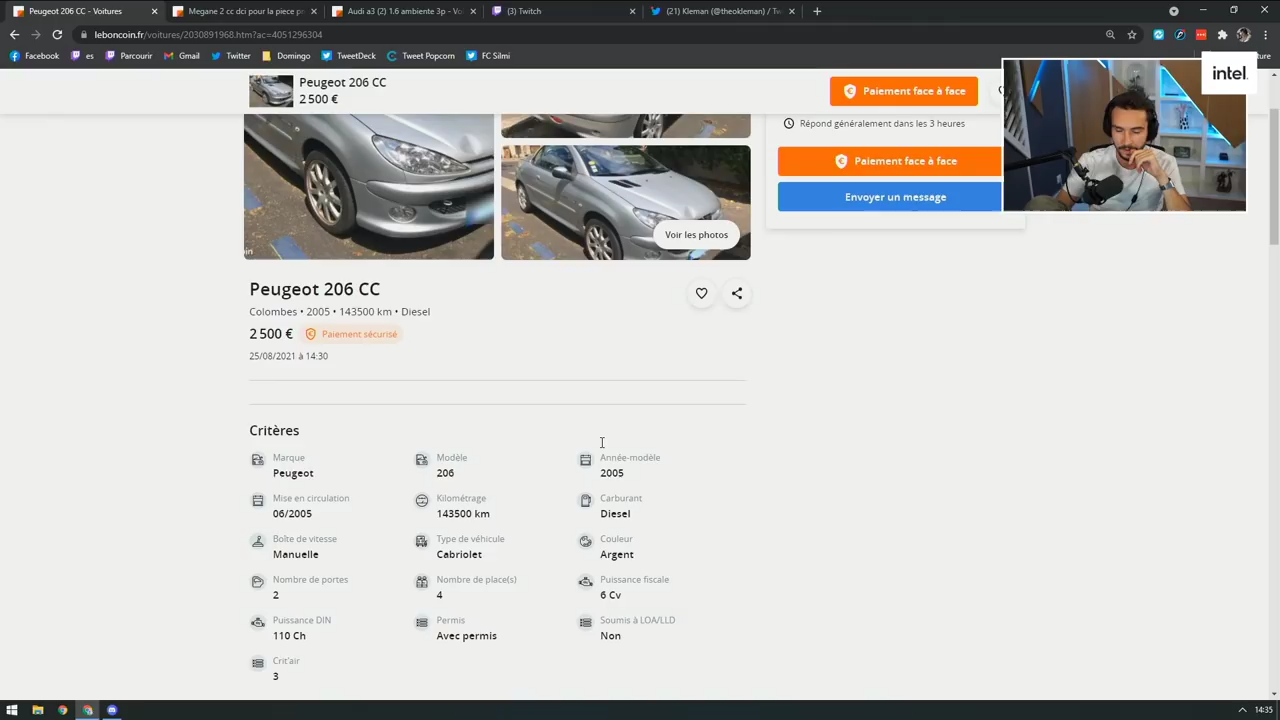 Peugeot 206 CC - Voitures
Megane 2 cc dci pour la piece p
Audi a3 (2) 1.6 ambiente 3p - Vo
(3) Twitch
(21) Kleman (@theokleman) / Tw
leboncoin.fr/voitures/2030891968.htm?ac=4051296304
Facebook
es
Parcourir
Gmail
Twitter
Domingo
TweetDeck
Tweet Popcorn
FC Silmi
intel.
Peugeot 206 CC
2 500 €
Paiement face à face
Répond généralement dans les 3 heures
Paiement face à face
Envoyer un message
Voir les photos
Peugeot 206 CC
Colombes • 2005 • 143500 km • Diesel
2 500 €
Paiement sécurisé
25/08/2021 à 14:30
Critères
Marque
Peugeot
Modèle
206
Année-modèle
2005
Mise en circulation
06/2005
Kilométrage
143500 km
Carburant
Diesel
Boîte de vitesse
Manuelle
Type de véhicule
Cabriolet
Couleur
Argent
Nombre de portes
2
Nombre de place(s)
4
Puissance fiscale
6 Cv
Puissance DIN
110 Ch
Permis
Avec permis
Soumis à LOA/LLD
Non
Crit'air
3
14:35